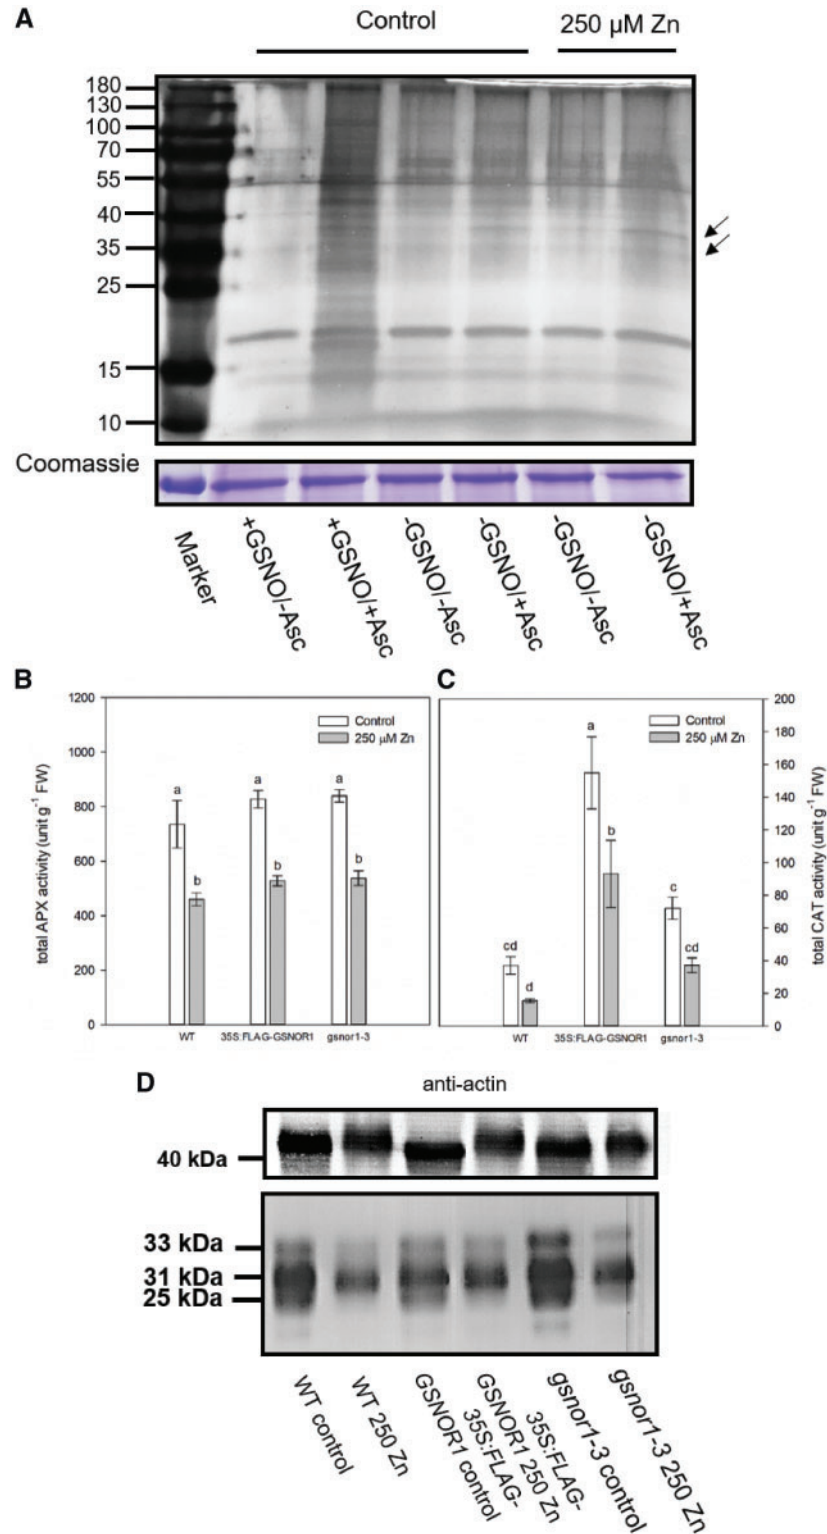 A
Control
250 µM Zn
180
130
100
70
55
40
35
25
15
10
Coomassie
Marker
+GSNO/-Asc
+GSNO/+Asc
-GSNO/-Asc
-GSNO/+Asc
-GSNO/-Asc
-GSNO/+Asc
B
1200
1000
800
600
400
200
0
total APX activity (unit g⁻¹ FW)
Control
250 µM Zn
a
b
a
b
a
b
WT
35S:FLAG-GSNOR1
gsnor1-3
C
Control
250 µM Zn
cd
d
a
b
c
cd
WT
35S:FLAG-GSNOR1
gsnor1-3
200
180
160
140
120
100
80
60
40
20
0
total CAT activity (unit g⁻¹ FW)
D
anti-actin
40 kDa
33 kDa
31 kDa
25 kDa
WT control
WT 250 Zn
35S:FLAG-
GSNOR1 control
35S:FLAG-
GSNOR1 250 Zn
gsnor1-3 control
gsnor1-3 250 Zn